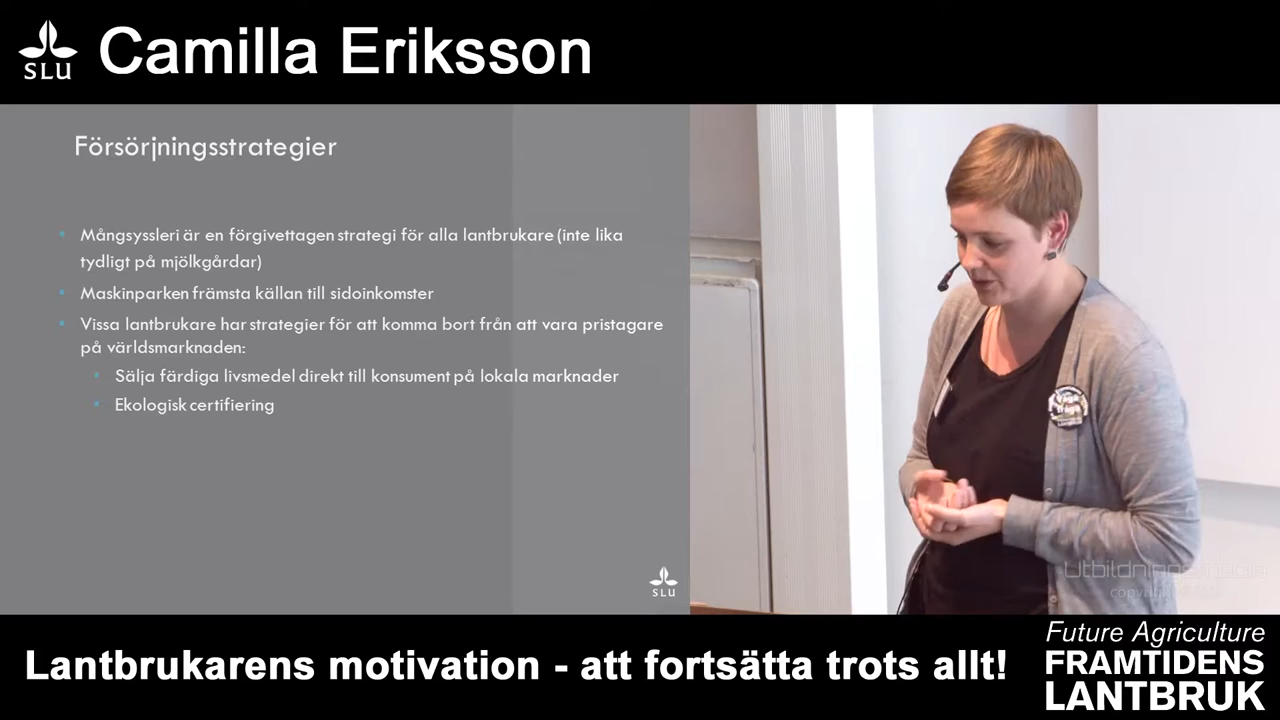 SLU
Camilla Eriksson
Försörjningsstrategier
Mångsyssleri är en förgivettagen strategi för alla lantbrukare (inte lika
tydligt på mjölkgårdar)
Maskinparken främsta källan till sidoinkomster
Vissa lantbrukare har strategier för att komma bort från att vara pristagare
på världsmarknaden:
Sälja färdiga livsmedel direkt till konsument på lokala marknader
Ekologisk certifiering
SLU
Våga
fråga
Lantbrukarens motivation - att fortsätta trots allt!
Future Agriculture
FRAMTIDENS
LANTBRUK